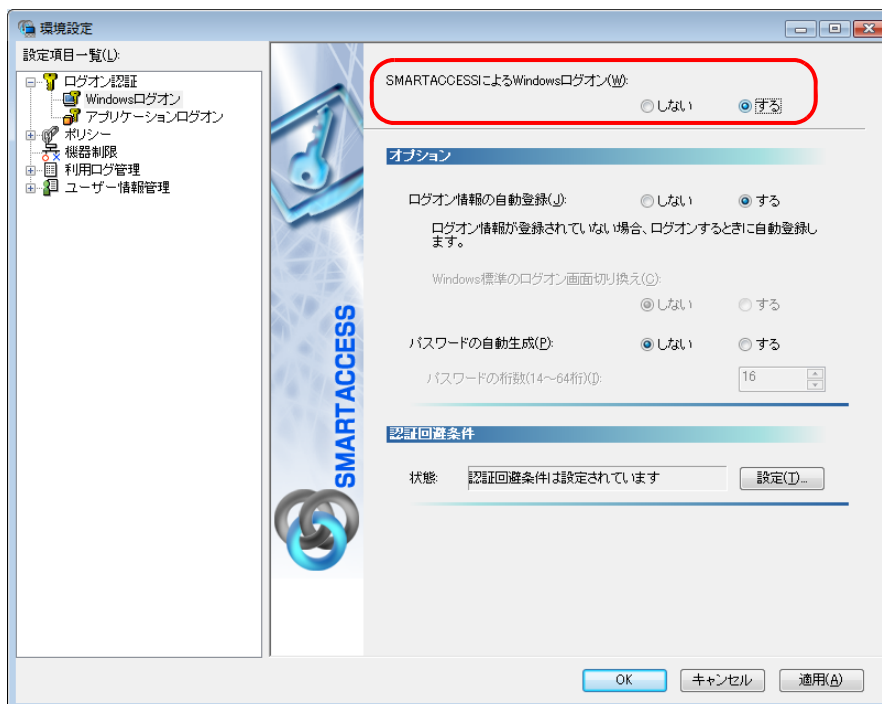 環境設定
設定項目一覧(L):
ログオン認証
Windowsログオン
アプリケーションログオン
ポリシー
機器制限
利用ログ管理
ユーザー情報管理
SMARTACCESS
SMARTACCESSによるWindowsログオン(W):
しない する
オプション
ログオン情報の自動登録(J): しない する
ログオン情報が登録されていない場合、ログオンするときに自動登録し
ます。
Windows標準のログオン画面切り換え(C):
しない する
パスワードの自動生成(P): しない する
パスワードの桁数(14～64桁)(I): 16
認証回避条件
状態: 認証回避条件は設定されています 設定(T)...
OK キャンセル 適用(A)